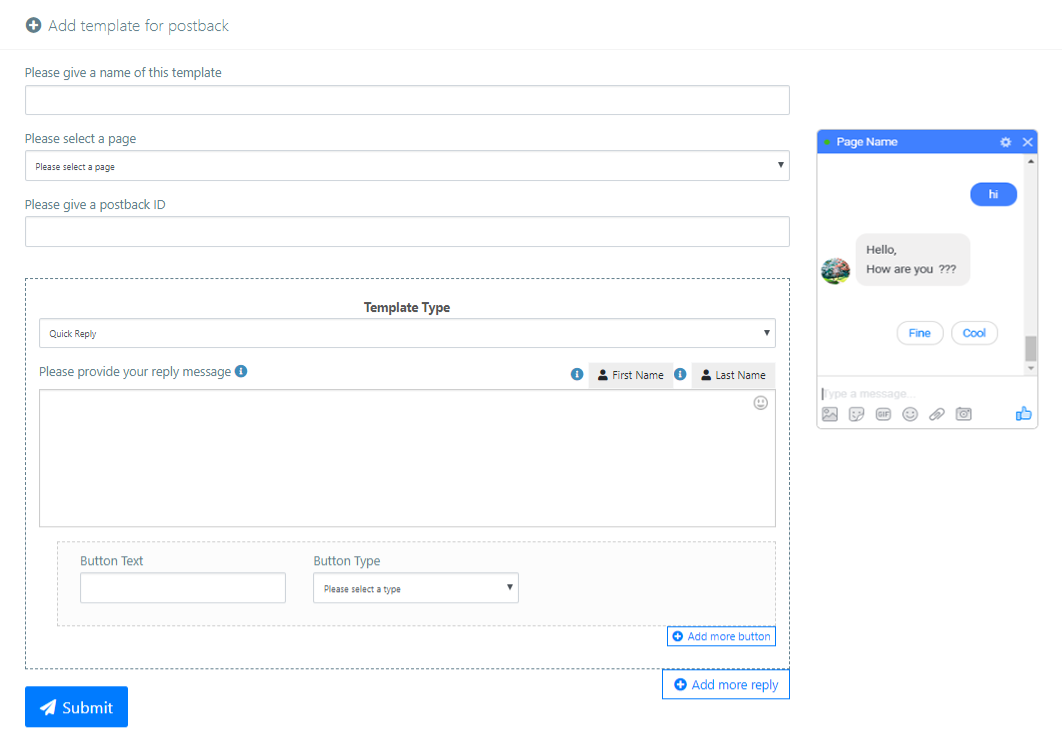 Add template for postback
Please give a name of this template
Please select a page
Please select a page
Please give a postback ID
Template Type
Quick Reply
Please provide your reply message
First Name
Last Name
Button Text
Button Type
Please select a type
Add more button
Add more reply
Submit
Page Name
hi
Hello,
How are you ???
Fine
Cool
Type a message...
GIF